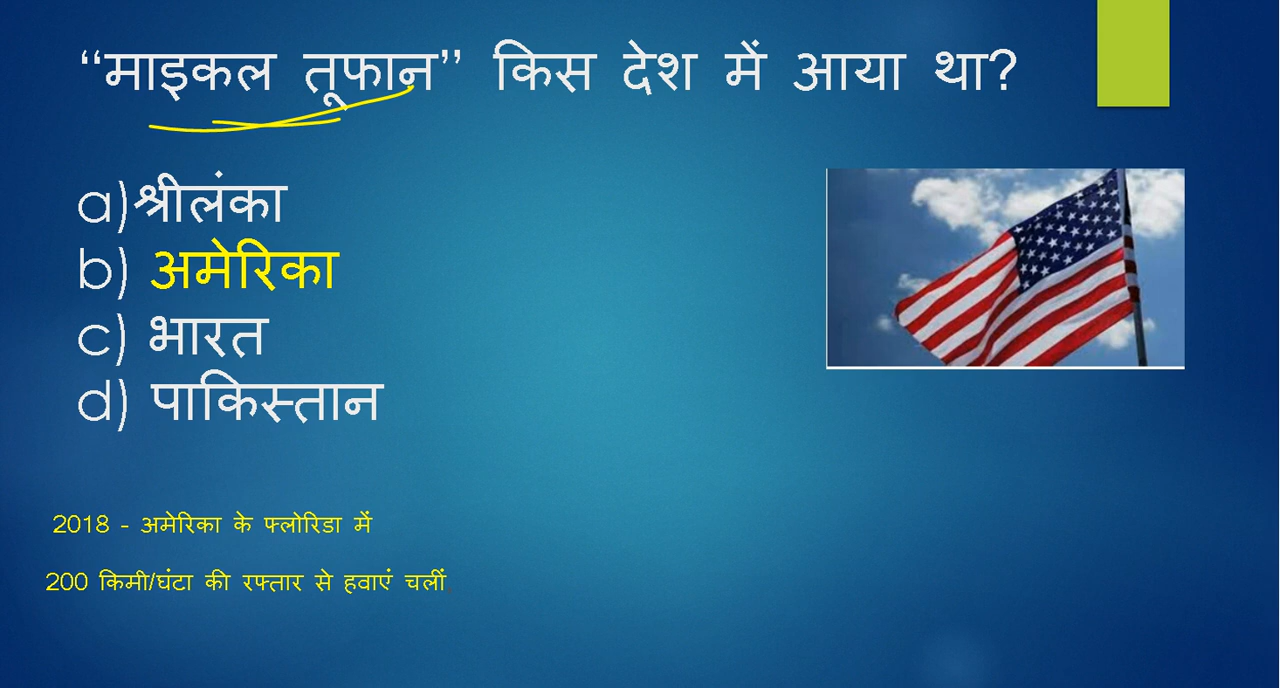 “माइकल तूफान” किस देश में आया था?
a)श्रीलंका
b) अमेरिका
c) भारत
d) पाकिस्तान
2018 - अमेरिका के फ्लोरिडा में
200 किमी/घंटा की रफ्तार से हवाएं चलीं